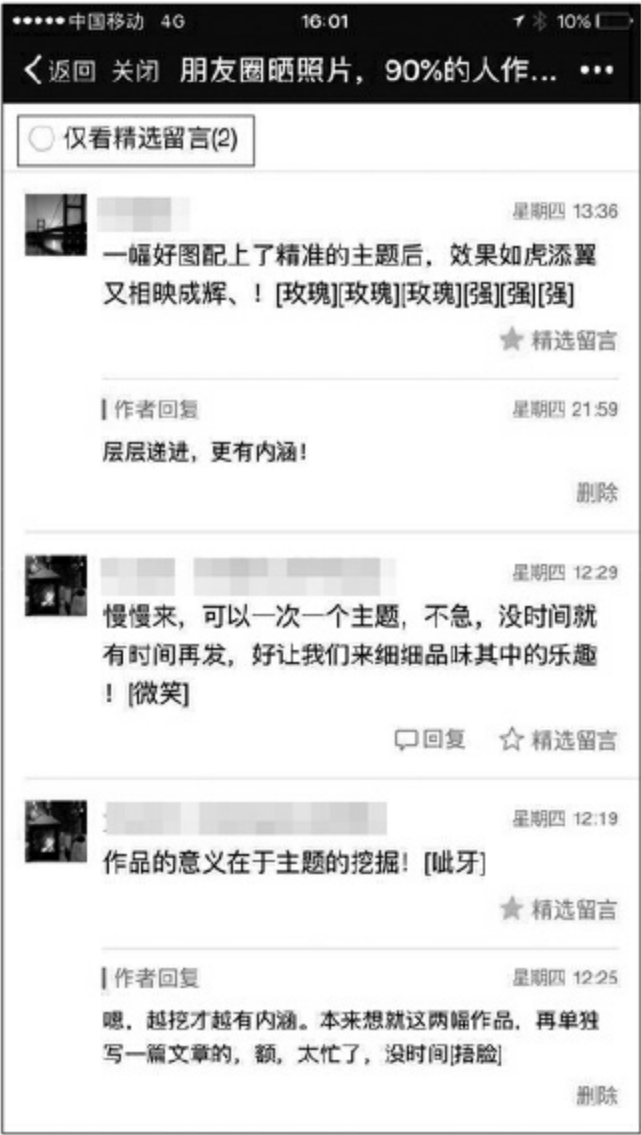 中国移动 4G 16:01 10%
返回 关闭 朋友圈晒照片，90%的人作...
仅看精选留言(2)
星期四 13:36
一幅好图配上了精准的主题后，效果如虎添翼
又相映成辉、！[玫瑰][玫瑰][玫瑰][强][强][强]
精选留言
作者回复 星期四 21:59
层层递进，更有内涵！
删除
星期四 12:29
慢慢来，可以一次一个主题，不急，没时间就
有时间再发，好让我们来细细品味其中的乐趣
！[微笑]
回复 精选留言
星期四 12:19
作品的意义在于主题的挖掘！[呲牙]
精选留言
作者回复 星期四 12:25
嗯，越挖才越有内涵。本来想就这两幅作品，再单独
写一篇文章的，额，太忙了，没时间[捂脸]
删除